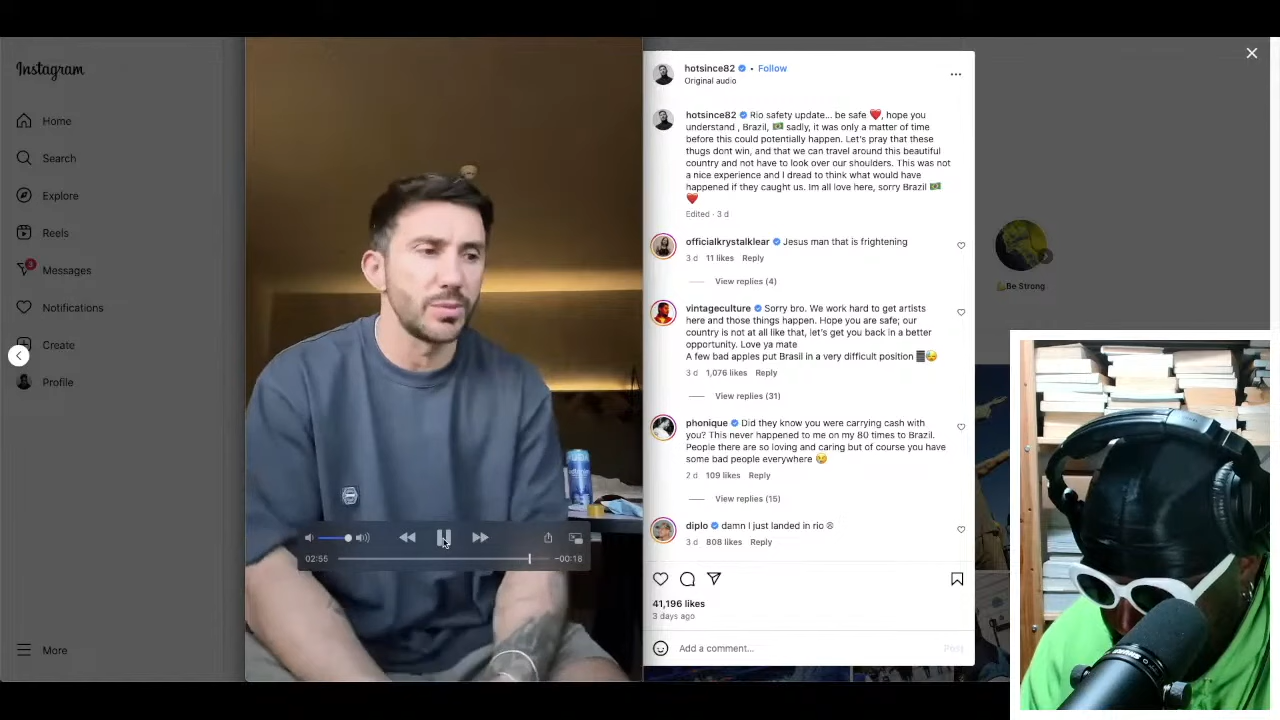 Instagram
Home
Search
Explore
Reels
3
Messages
Notifications
Create
Profile
More
02:55
-00:18
hotsince82 • Follow
Original audio
hotsince82 Rio safety update... be safe ❤️, hope you
understand , Brazil, 🇧🇷 sadly, it was only a matter of time
before this could potentially happen. Let's pray that these
thugs dont win, and that we can travel around this beautiful
country and not have to look over our shoulders. This was not
a nice experience and I dread to think what would have
happened if they caught us. Im all love here, sorry Brazil 🇧🇷
❤️
Edited · 3 d
officialkrystalklear Jesus man that is frightening
3 d 11 likes Reply
View replies (4)
vintageculture Sorry bro. We work hard to get artists
here and those things happen. Hope you are safe; our
country is not at all like that, let's get you back in a better
opportunity. Love ya mate
A few bad apples put Brasil in a very difficult position
3 d 1,076 likes Reply
View replies (31)
phonique Did they know you were carrying cash with
you? This never happened to me on my 80 times to Brazil.
People there are so loving and caring but of course you have
some bad people everywhere 😢
2 d 109 likes Reply
View replies (15)
diplo damn I just landed in rio ☹
3 d 808 likes Reply
41,196 likes
3 days ago
Add a comment...
Post
💪Be Strong